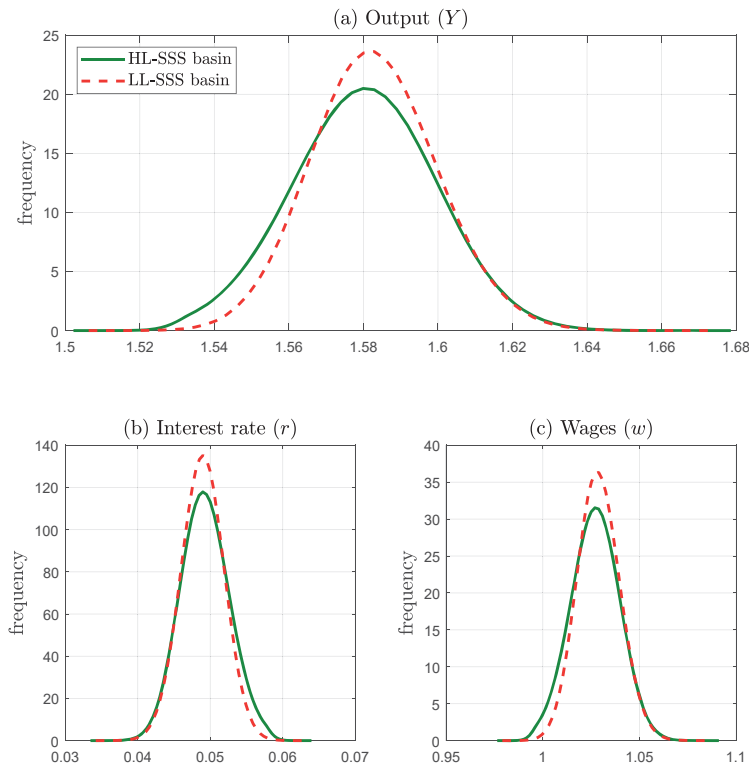 (a) Output (Y)
25
20
15
10
5
0
frequency
HL-SSS basin
LL-SSS basin
1.5 1.52 1.54 1.56 1.58 1.6 1.62 1.64 1.66 1.68
(b) Interest rate (r)
140
120
100
80
60
40
20
0
frequency
0.03 0.04 0.05 0.06 0.07
(c) Wages (w)
40
35
30
25
20
15
10
5
0
frequency
0.95 1 1.05 1.1